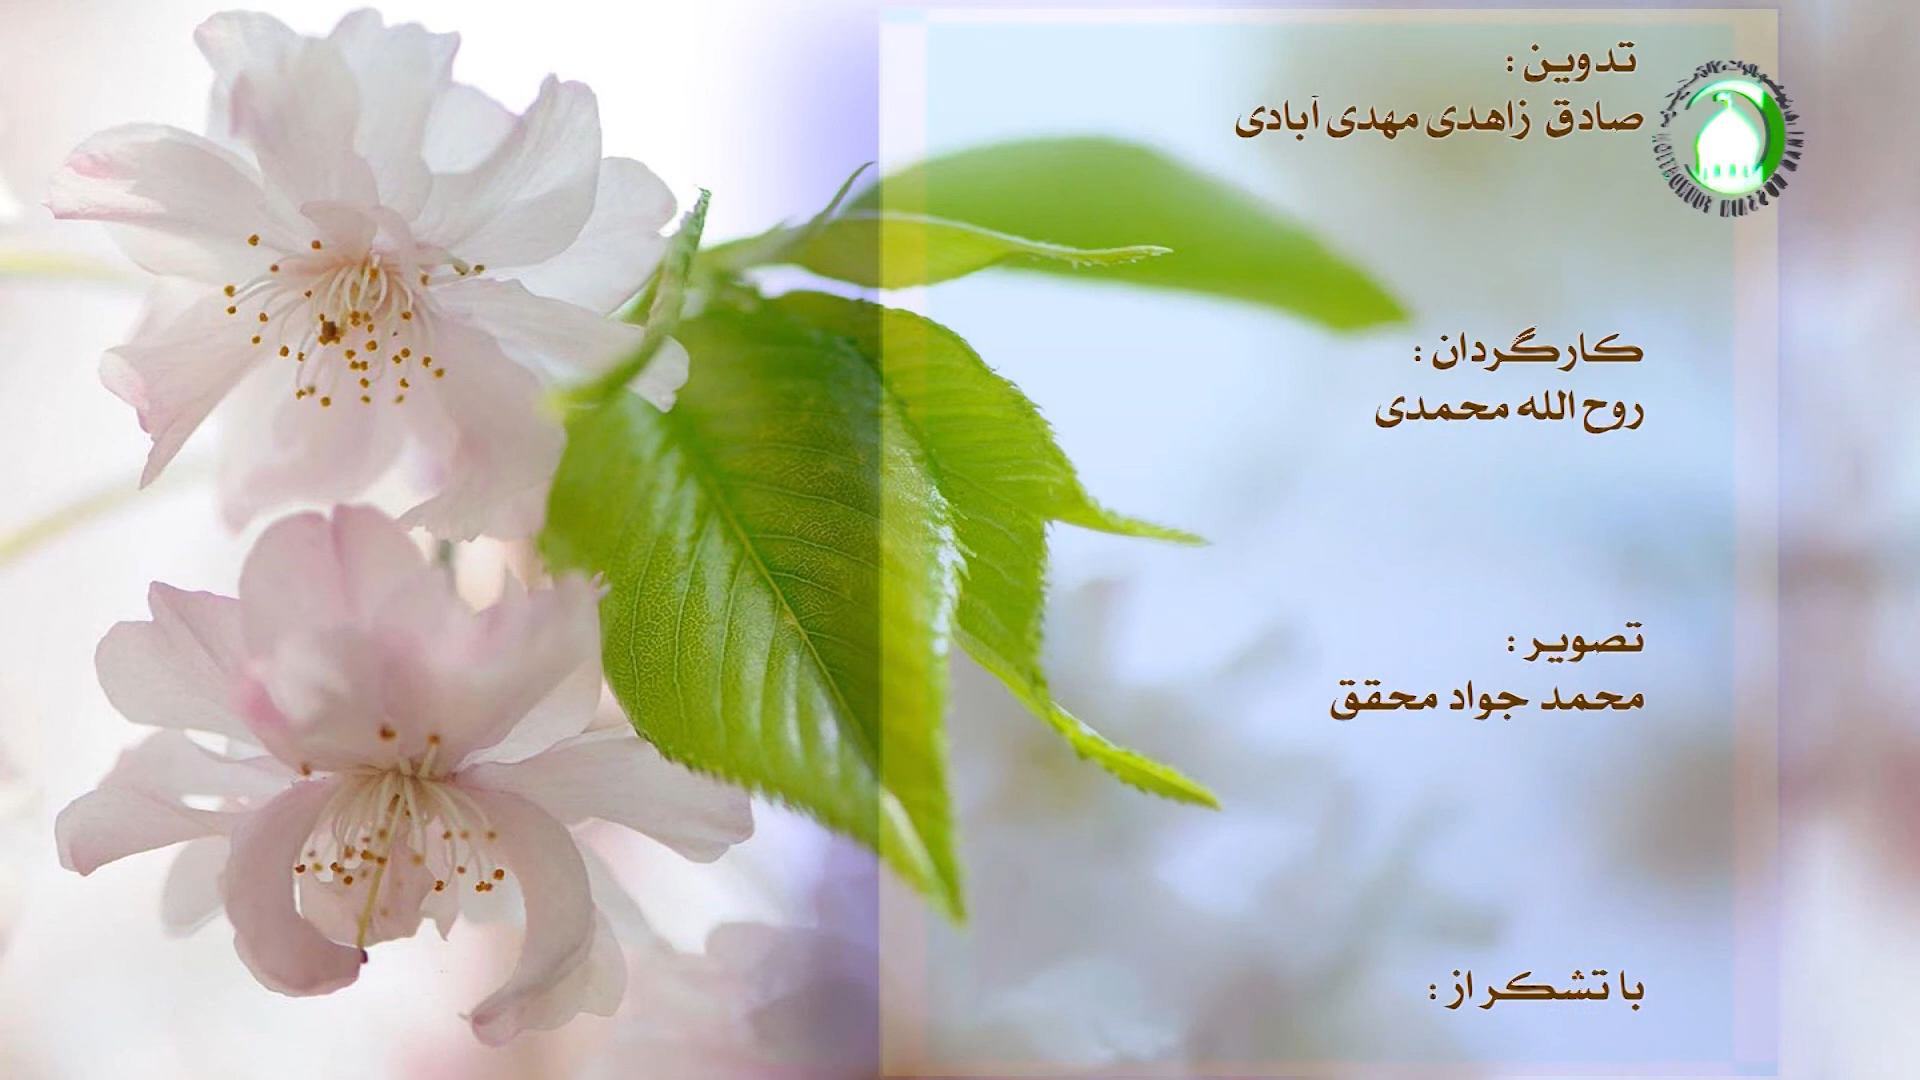 تدوین :
صادق زاهدی مهدی آبادی
کارگردان :
روح الله محمدی
تصویر :
محمد جواد محقق
با تشکر از :